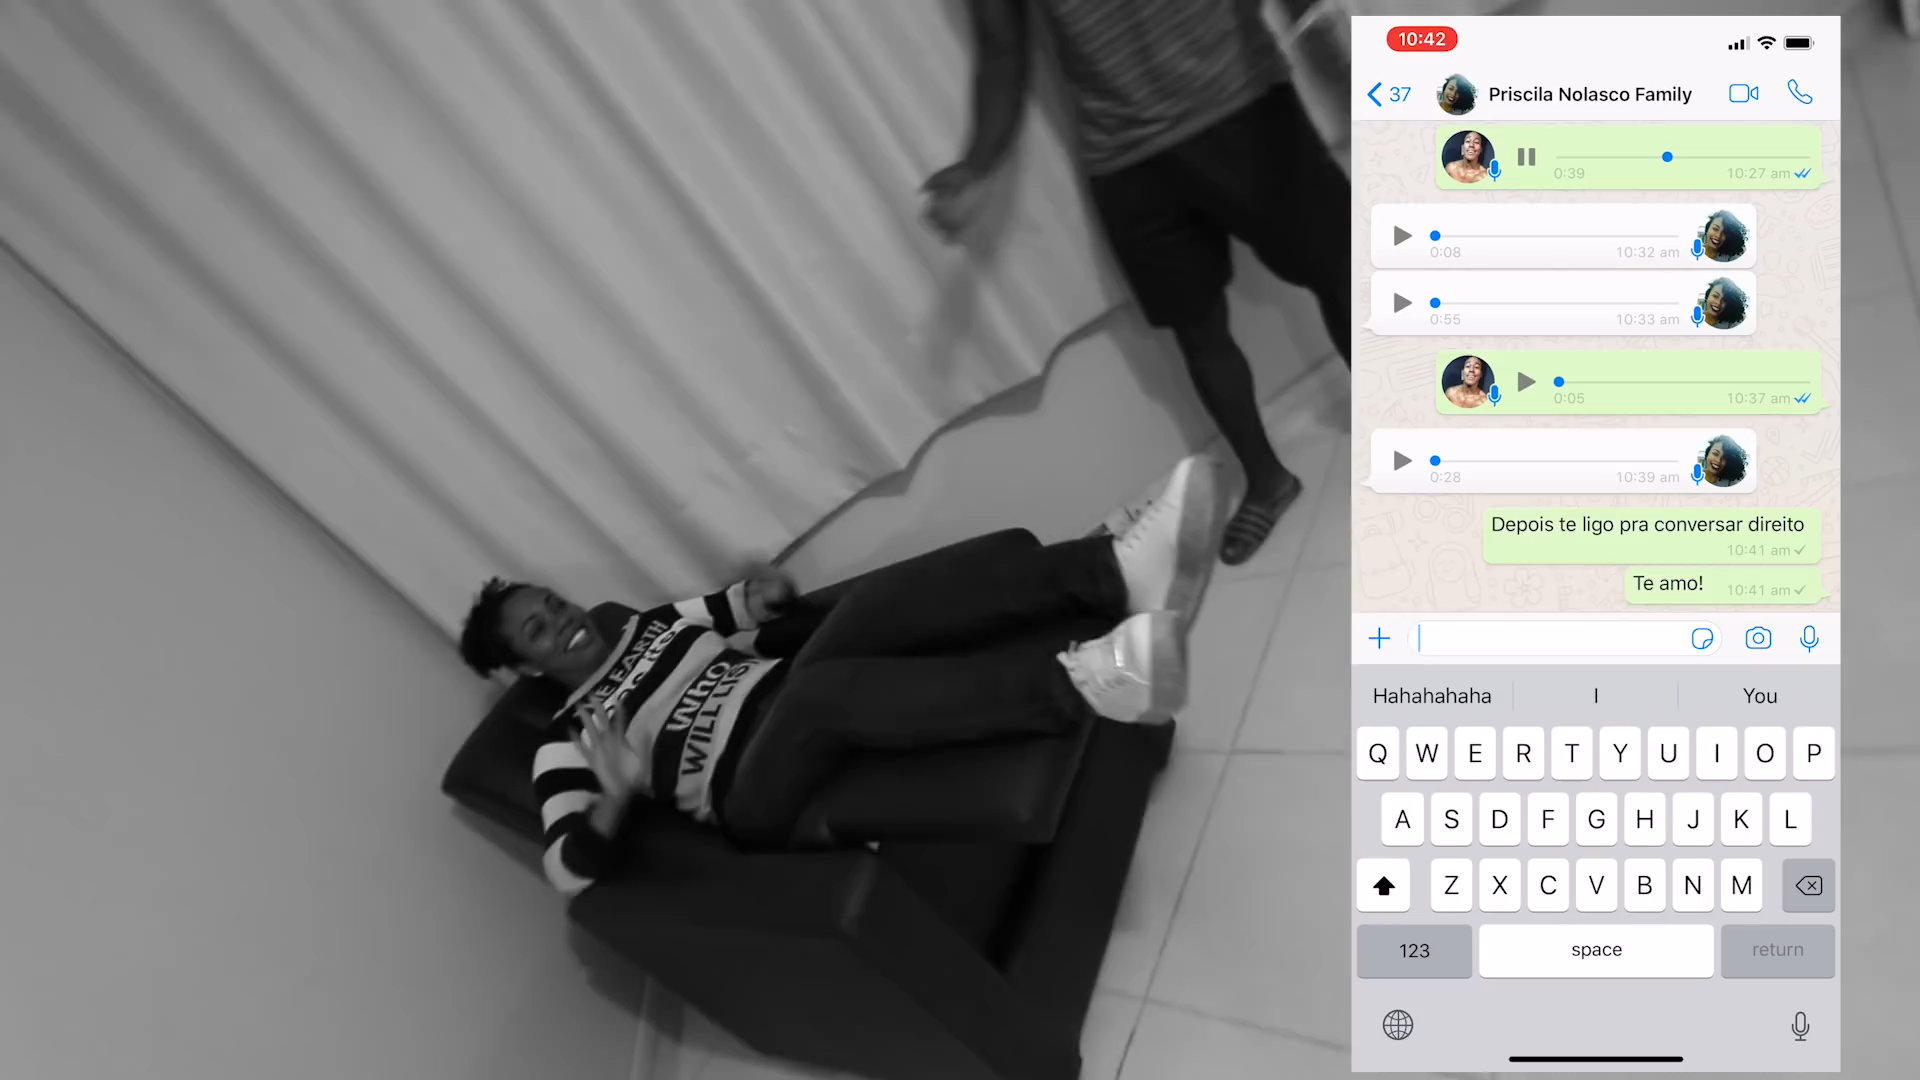 10:42
37
Priscila Nolasco Family
0:39
10:27 am
0:08
10:32 am
0:55
10:33 am
0:05
10:37 am
0:28
10:39 am
Depois te ligo pra conversar direito
10:41 am
Te amo!
10:41 am
Hahahahaha
I
You
Q W E R T Y U I O P
A S D F G H J K L
Z X C V B N M
123
space
return
EARTH
Who
WILL LIS